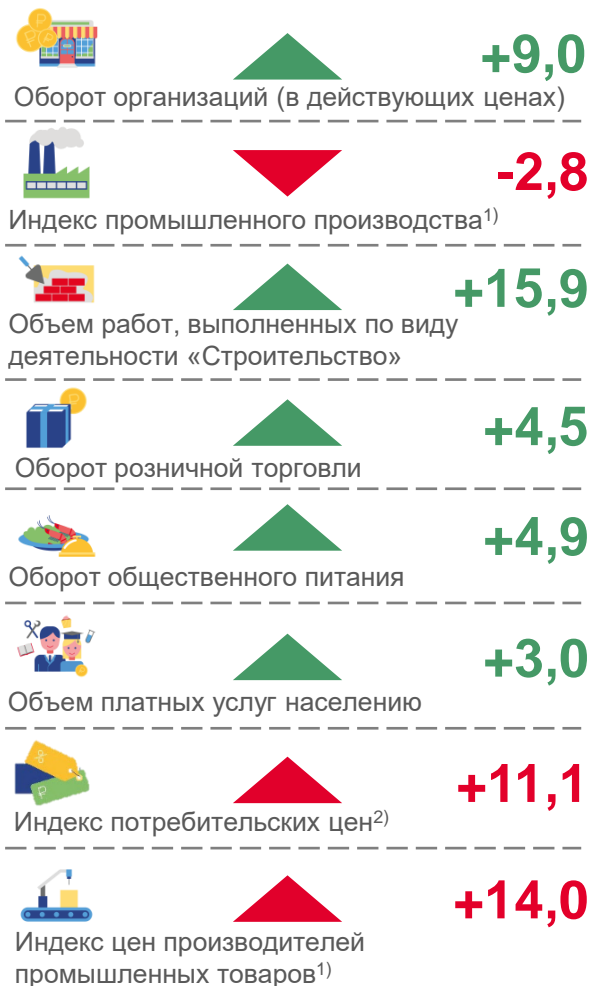 +9,0
Оборот организаций (в действующих ценах)
-2,8
Индекс промышленного производства1)
+15,9
Объем работ, выполненных по виду
деятельности «Строительство»
+4,5
Оборот розничной торговли
+4,9
Оборот общественного питания
+3,0
Объем платных услуг населению
+11,1
Индекс потребительских цен2)
+14,0
Индекс цен производителей
промышленных товаров1)